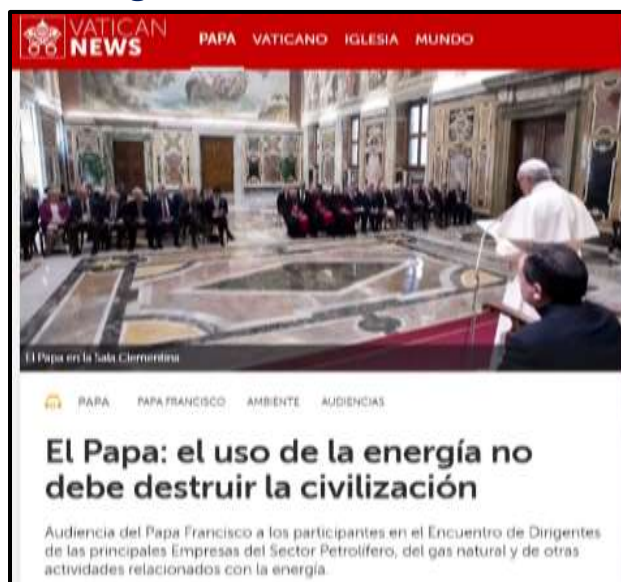 VATICAN
NEWS
PAPA VATICANO IGLESIA MUNDO
El Papa en la Sala Clementina
PAPA PAPA FRANCISCO AMBIENTE AUDIENCIAS
El Papa: el uso de la energía no
debe destruir la civilización
Audiencia del Papa Francisco a los participantes en el Encuentro de Dirigentes
de las principales Empresas del Sector Petrolífero, del gas natural y de otras
actividades relacionados con la energía.